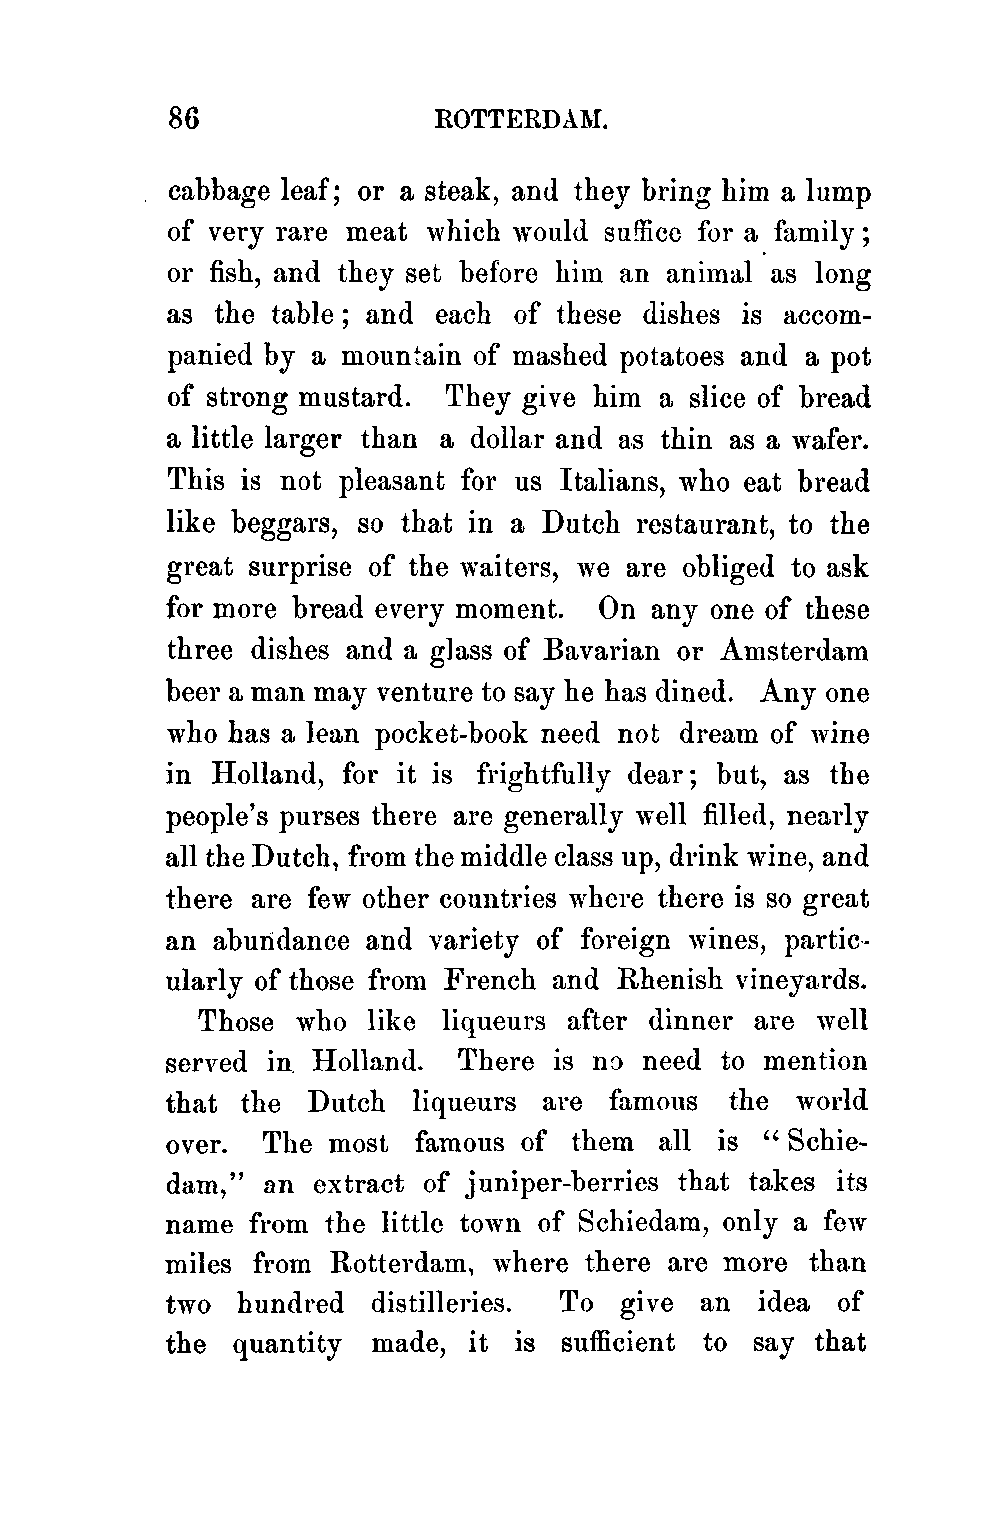 86 ROTTERDAM.
cabbage leaf; or a steak, and they bring him a lump
of very rare meat which would suffice for a family;
or fish, and they set before him an animal as long
as the table; and each of these dishes is accom-
panied by a mountain of mashed potatoes and a pot
of strong mustard. They give him a slice of bread
a little larger than a dollar and as thin as a wafer.
This is not pleasant for us Italians, who eat bread
like beggars, so that in a Dutch restaurant, to the
great surprise of the waiters, we are obliged to ask
for more bread every moment. On any one of these
three dishes and a glass of Bavarian or Amsterdam
beer a man may venture to say he has dined. Any one
who has a lean pocket-book need not dream of wine
in Holland, for it is frightfully dear; but, as the
people's purses there are generally well filled, nearly
all the Dutch, from the middle class up, drink wine, and
there are few other countries where there is so great
an abundance and variety of foreign wines, partic-
ularly of those from French and Rhenish vineyards.
Those who like liqueurs after dinner are well
served in Holland. There is no need to mention
that the Dutch liqueurs are famous the world
over. The most famous of them all is “Schie-
dam,” an extract of juniper-berries that takes its
name from the little town of Schiedam, only a few
miles from Rotterdam, where there are more than
two hundred distilleries. To give an idea of
the quantity made, it is sufficient to say that